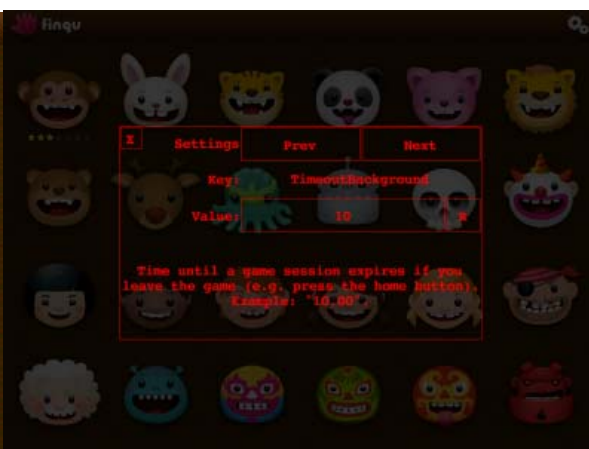 Fingu
X Settings Prev Next
Key: TimeoutBackground
Value: 10 R
Time until a game session expires if you
leave the game (e.g. press the home button).
Example: "10.00".